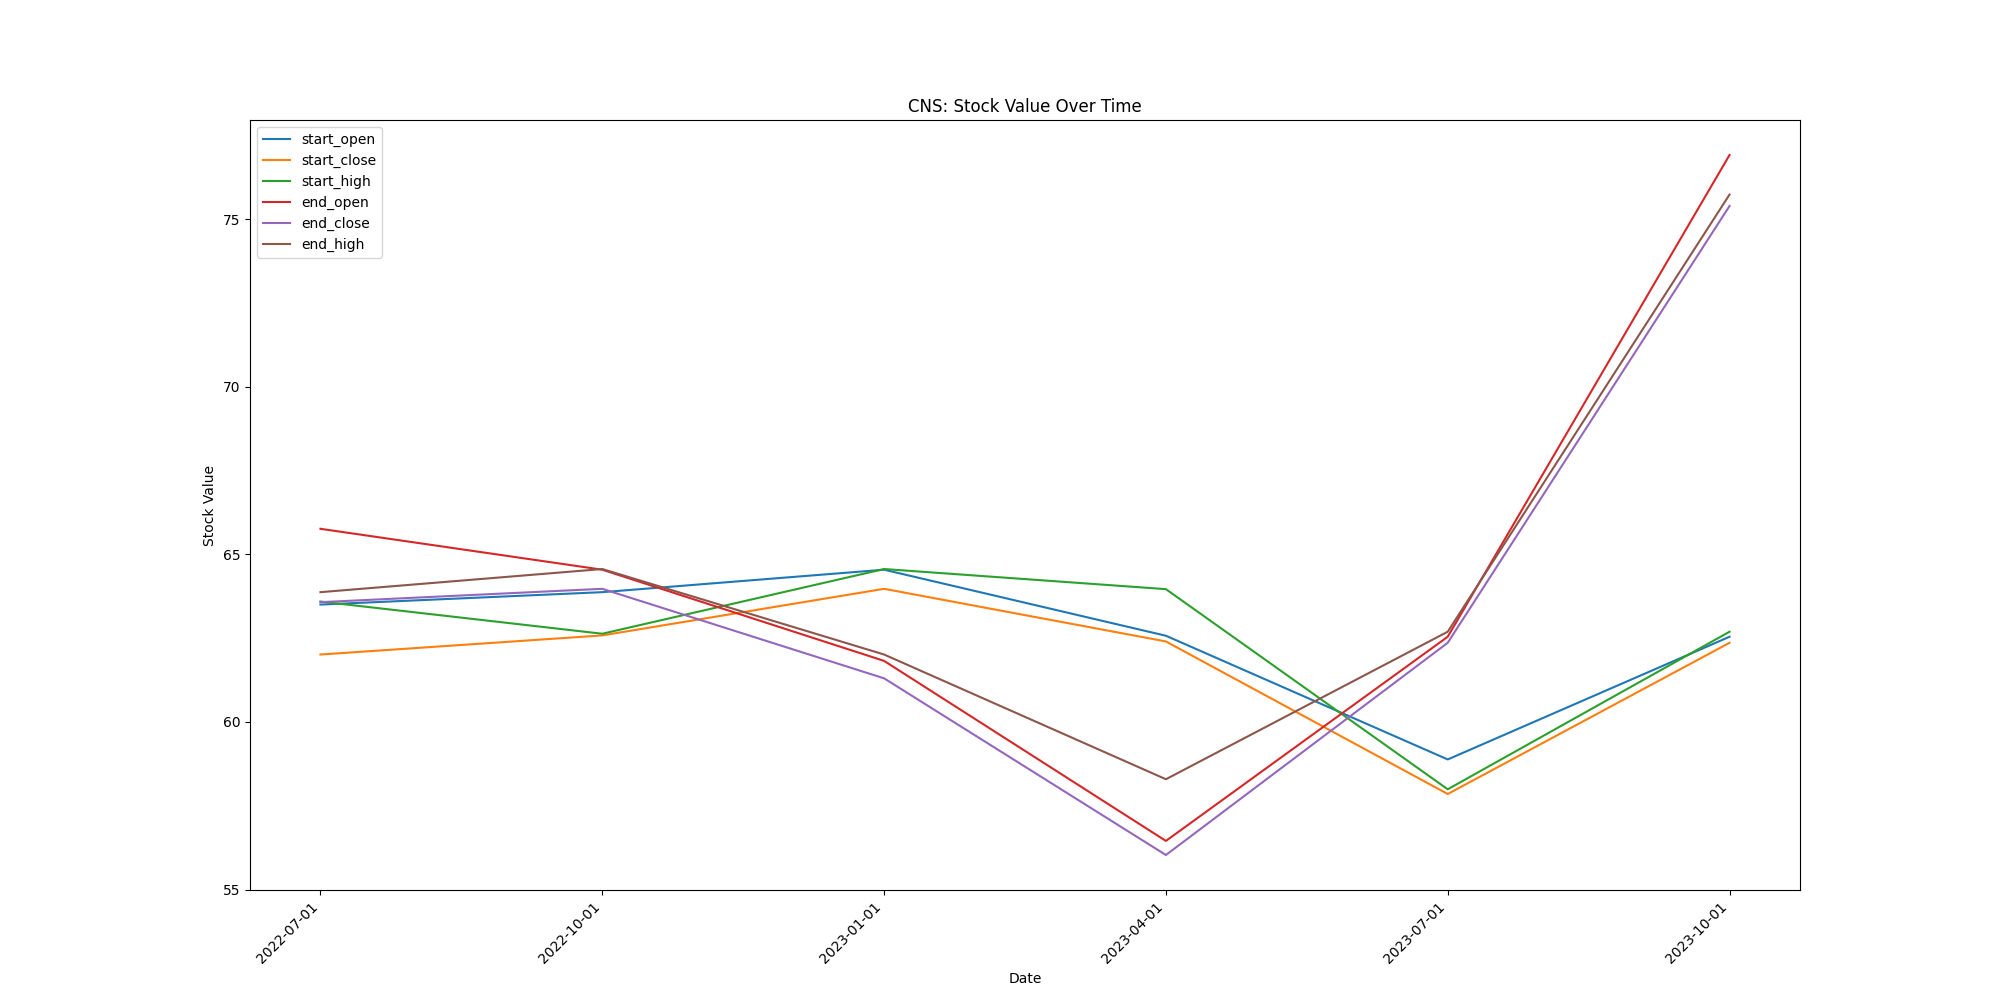 CNS: Stock Value Over Time
start_open
start_close
start_high
end_open
end_close
end_high
Stock Value
75
70
65
60
55
2022-07-01
2022-10-01
2023-01-01
2023-04-01
2023-07-01
2023-10-01
Date